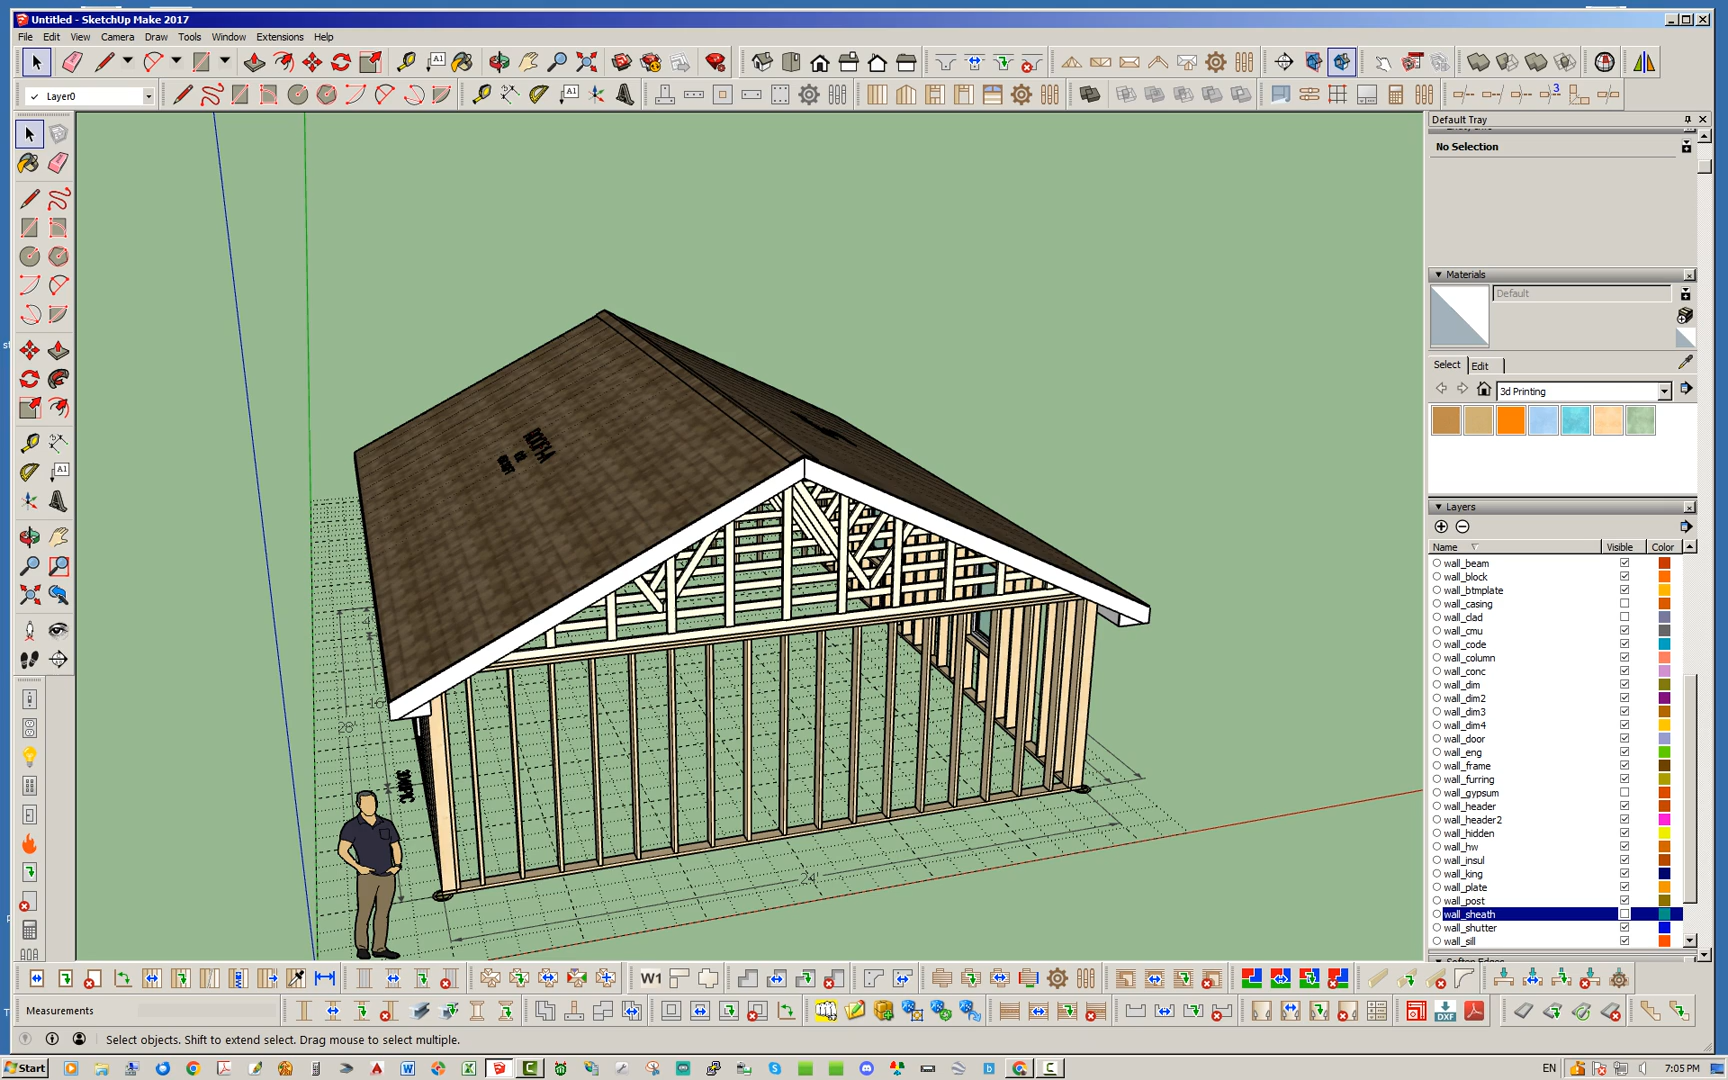 Untitled - SketchUp Make 2017
File Edit View Camera Draw Tools Window Extensions Help
Layer0
Default Tray
No Selection
Materials
Default
Select Edit
3d Printing
Layers
Name Visible Color
wall_beam
wall_block
wall_btmplate
wall_casing
wall_clad
wall_cmu
wall_code
wall_column
wall_conc
wall_dim
wall_dim2
wall_dim3
wall_dim4
wall_door
wall_eng
wall_frame
wall_furring
wall_gypsum
wall_header
wall_header2
wall_hidden
wall_hw
wall_insul
wall_king
wall_plate
wall_post
wall_sheath
wall_shutter
wall_sill
24'
W1
DXF
Measurements
Select objects. Shift to extend select. Drag mouse to select multiple.
Start
EN
7:05 PM